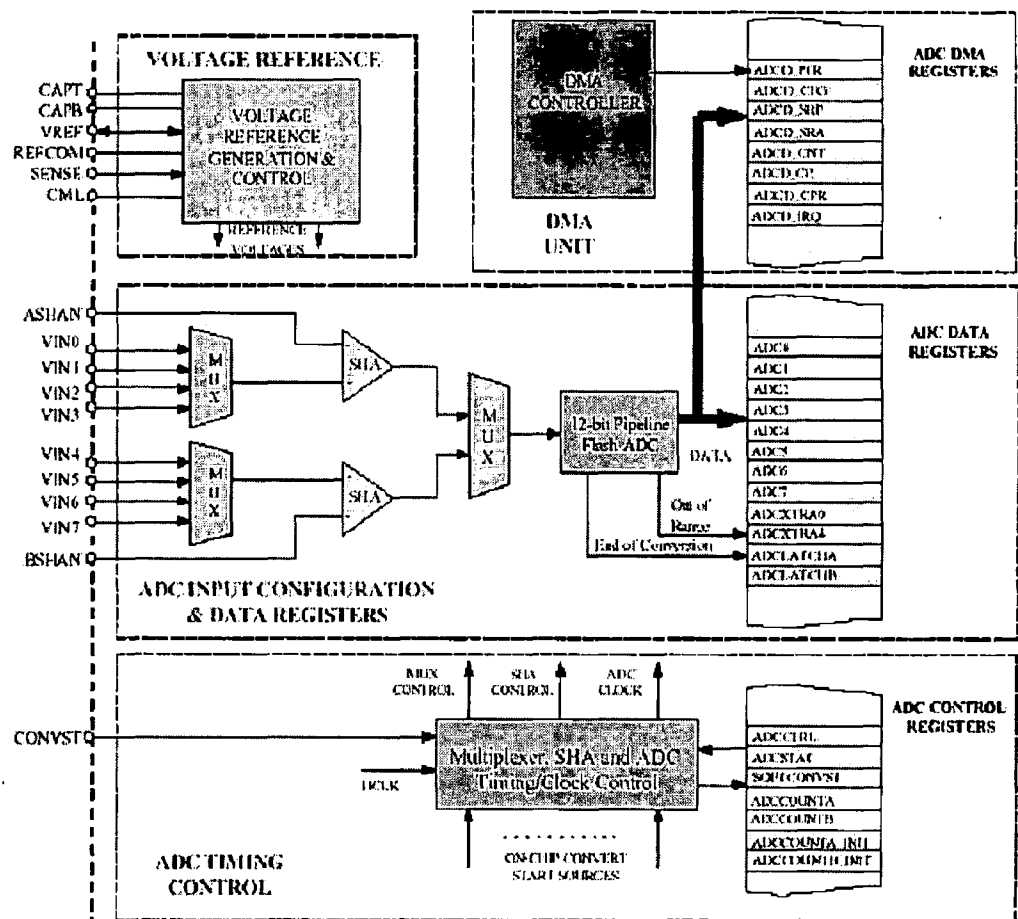 VOLTAGE REFERENCE
CAPT
CAPB
VREF
REFCOM
SENSE
CML
VOLTAGE
REFERENCE
GENERATION &
CONTROL
REFERENCE
VOLTAGES
DMA
CONTROLLER
DMA
UNIT
ADC DMA
REGISTERS
ADCD_PTR
ADCD_SRA
ADCD_CNT
ADCD_CPR
ADCD_IRQ
ASHAN
VIN0
VIN1
VIN2
VIN3
MUX
SHA
VIN4
VIN5
VIN6
VIN7
MUX
SHA
BSHAN
MUX
12-bit Pipeline
Flash ADC
DATA
Out of
Range
End of Conversion
ADC INPUT CONFIGURATION
& DATA REGISTERS
ADC DATA
REGISTERS
ADC0
ADC1
ADC2
ADC3
ADC4
ADC5
ADC6
ADC7
ADCXTRA0
ADCXTRA4
ADCLATCHA
ADCLATCHB
MUX
CONTROL
SHA
CONTROL
ADC
CLOCK
CONVST
HCLK
Multiplexer, SHA and ADC
Timing/Clock Control
ON-CHIP CONVERT
START SOURCES
ADC TIMING
CONTROL
ADC CONTROL
REGISTERS
ADCCTRL
ADCSTAT
SOFTCONVST
ADCCOUNTA
ADCCOUNTB
ADCCOUNTA_INIT
ADCCOUNTB_INIT